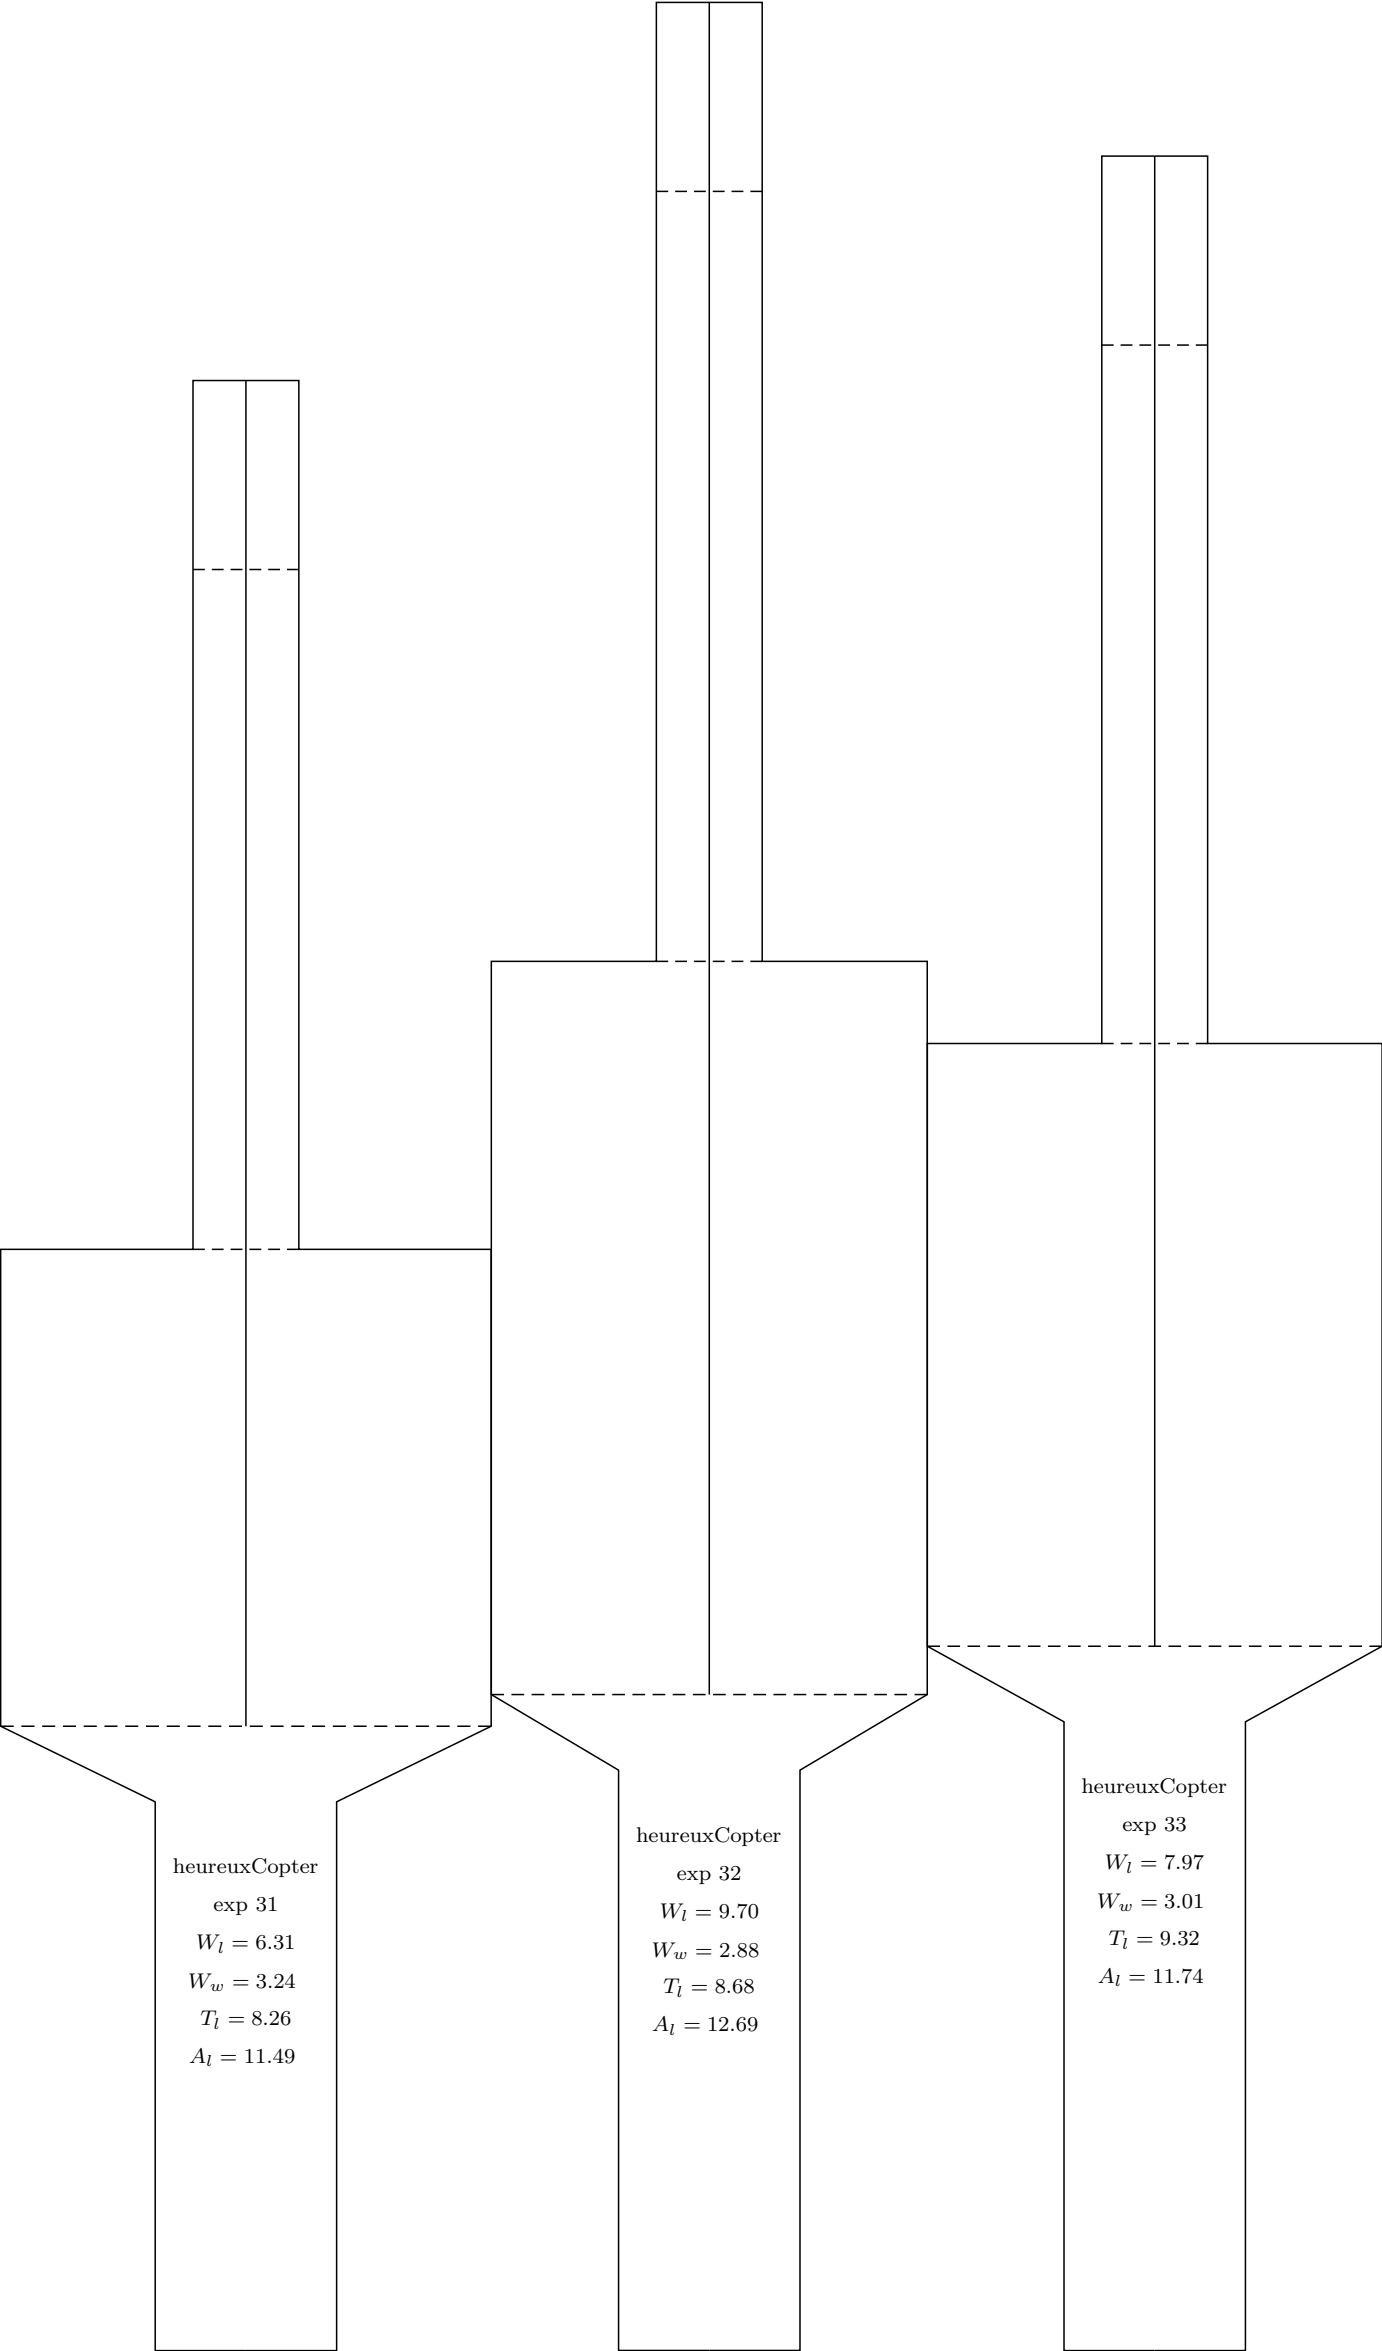 heureuxCopter
exp 31
W_l = 6.31
W_w = 3.24
T_l = 8.26
A_l = 11.49
heureuxCopter
exp 32
W_l = 9.70
W_w = 2.88
T_l = 8.68
A_l = 12.69
heureuxCopter
exp 33
W_l = 7.97
W_w = 3.01
T_l = 9.32
A_l = 11.74